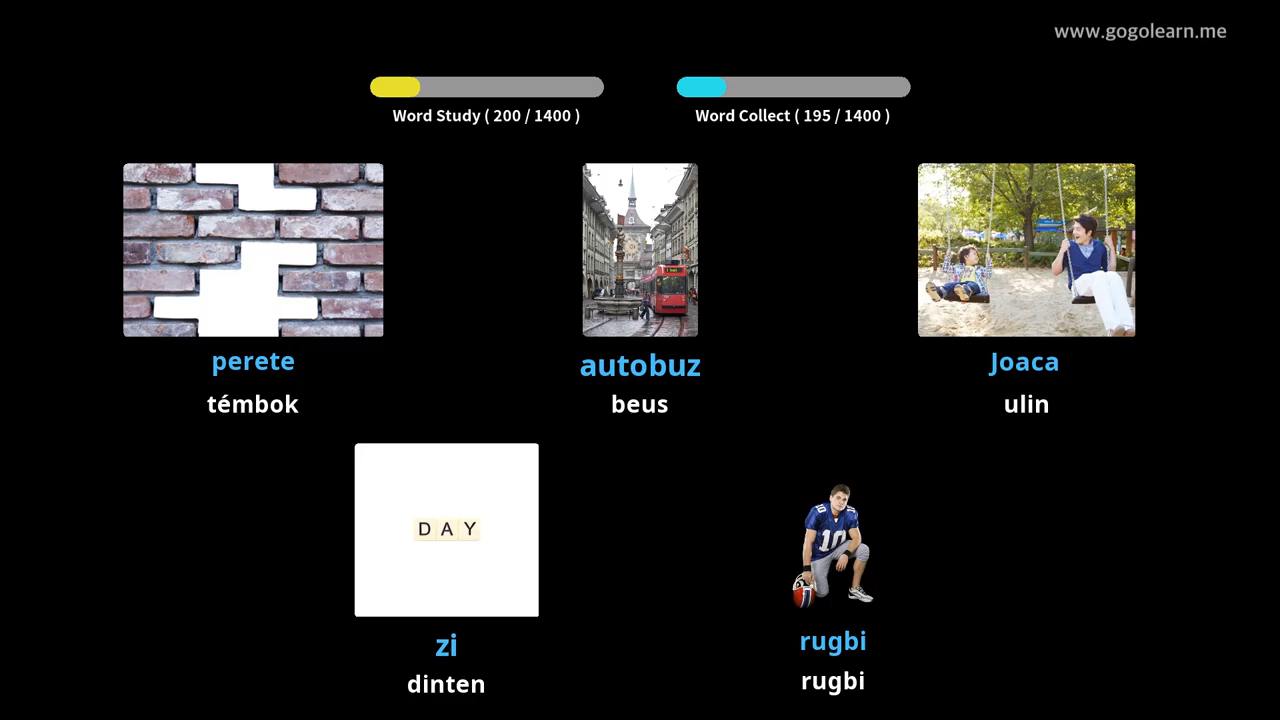 www.gogolearn.me
Word Study ( 200 / 1400 )
Word Collect ( 195 / 1400 )
perete
témbok
autobuz
beus
Joaca
ulin
DAY
zi
dinten
10
rugbi
rugbi